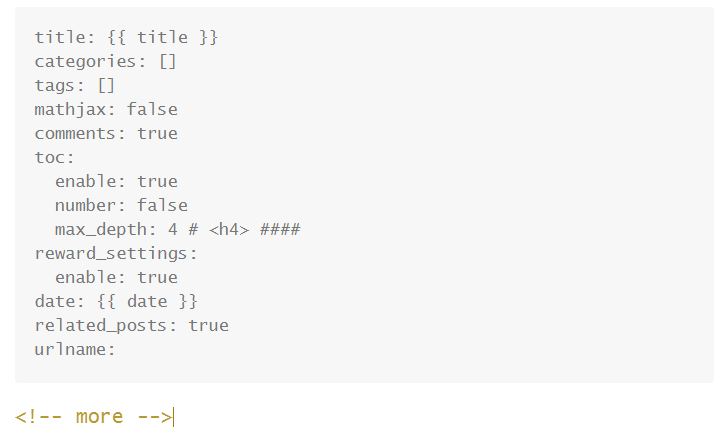 title: {{ title }}
categories: []
tags: []
mathjax: false
comments: true
toc:
  enable: true
  number: false
  max_depth: 4 # <h4> ####
reward_settings:
  enable: true
date: {{ date }}
related_posts: true
urlname:
<!-- more -->